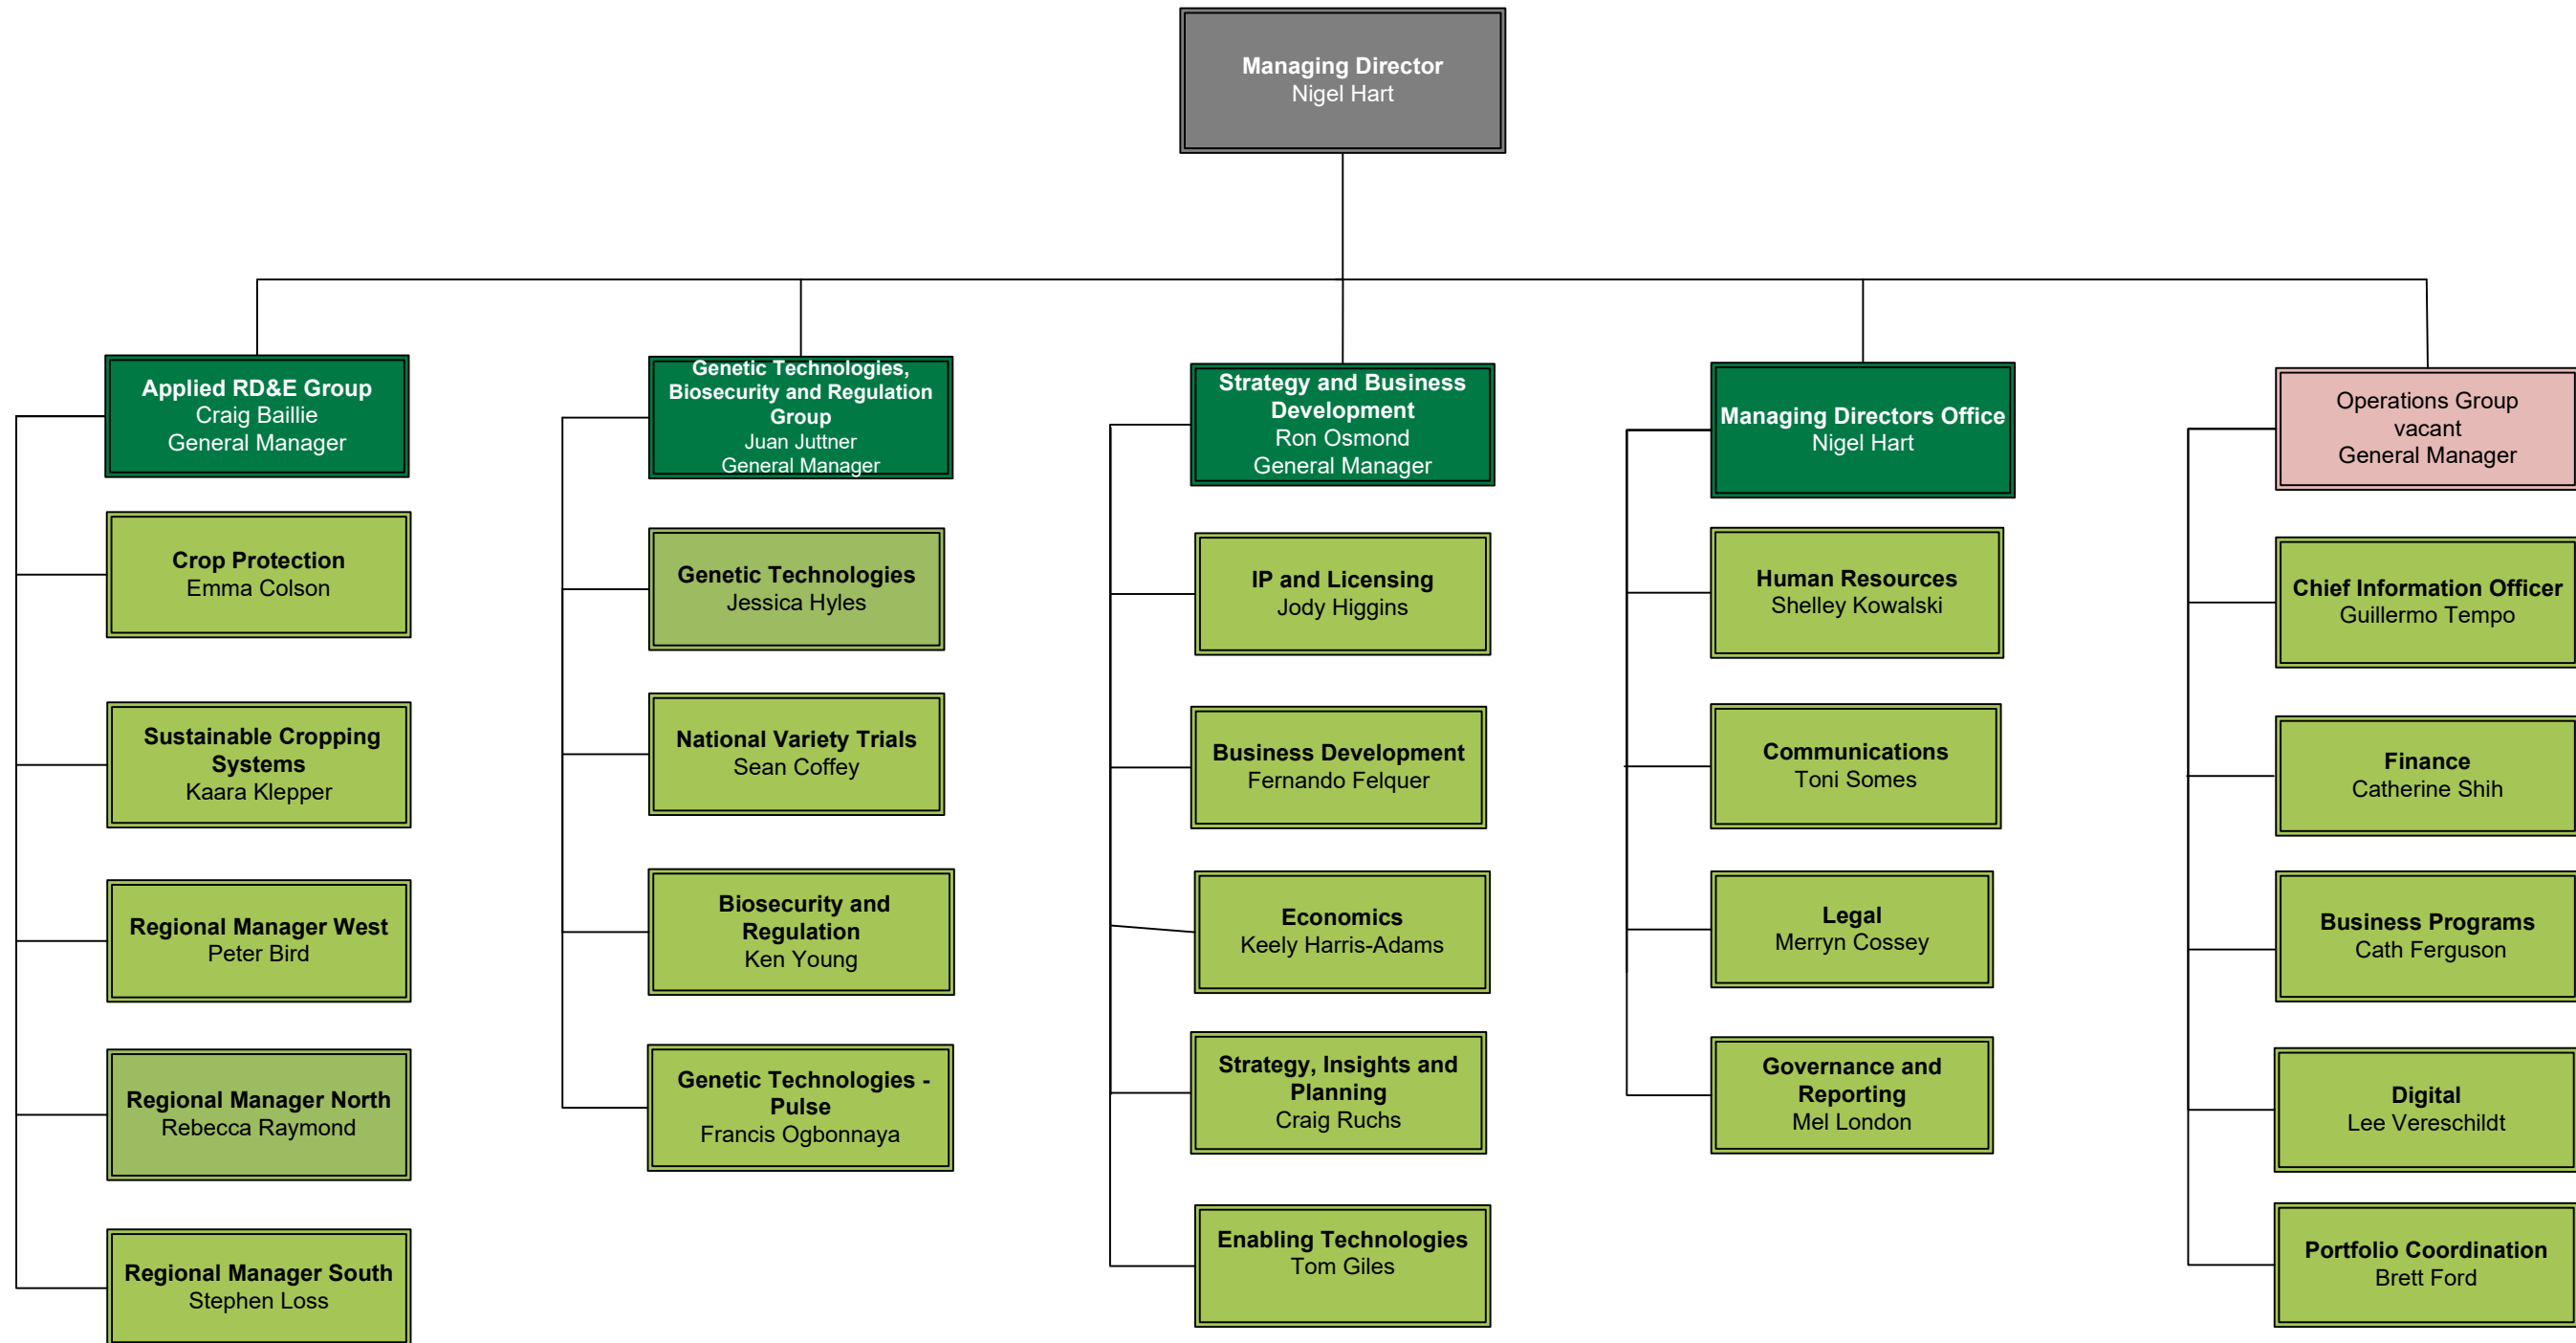 Managing Director
Nigel Hart
Applied RD&E Group
Craig Baillie
General Manager
Crop Protection
Emma Colson
Sustainable Cropping
Systems
Kaara Klepper
Regional Manager West
Peter Bird
Regional Manager North
Rebecca Raymond
Regional Manager South
Stephen Loss
Genetic Technologies,
Biosecurity and Regulation
Group
Juan Juttner
General Manager
Genetic Technologies
Jessica Hyles
National Variety Trials
Sean Coffey
Biosecurity and
Regulation
Ken Young
Genetic Technologies -
Pulse
Francis Ogbonnaya
Strategy and Business
Development
Ron Osmond
General Manager
IP and Licensing
Jody Higgins
Business Development
Fernando Felquer
Economics
Keely Harris-Adams
Strategy, Insights and
Planning
Craig Ruchs
Enabling Technologies
Tom Giles
Managing Directors Office
Nigel Hart
Human Resources
Shelley Kowalski
Communications
Toni Somes
Legal
Merryn Cossey
Governance and
Reporting
Mel London
Operations Group
vacant
General Manager
Chief Information Officer
Guillermo Tempo
Finance
Catherine Shih
Business Programs
Cath Ferguson
Digital
Lee Vereschildt
Portfolio Coordination
Brett Ford